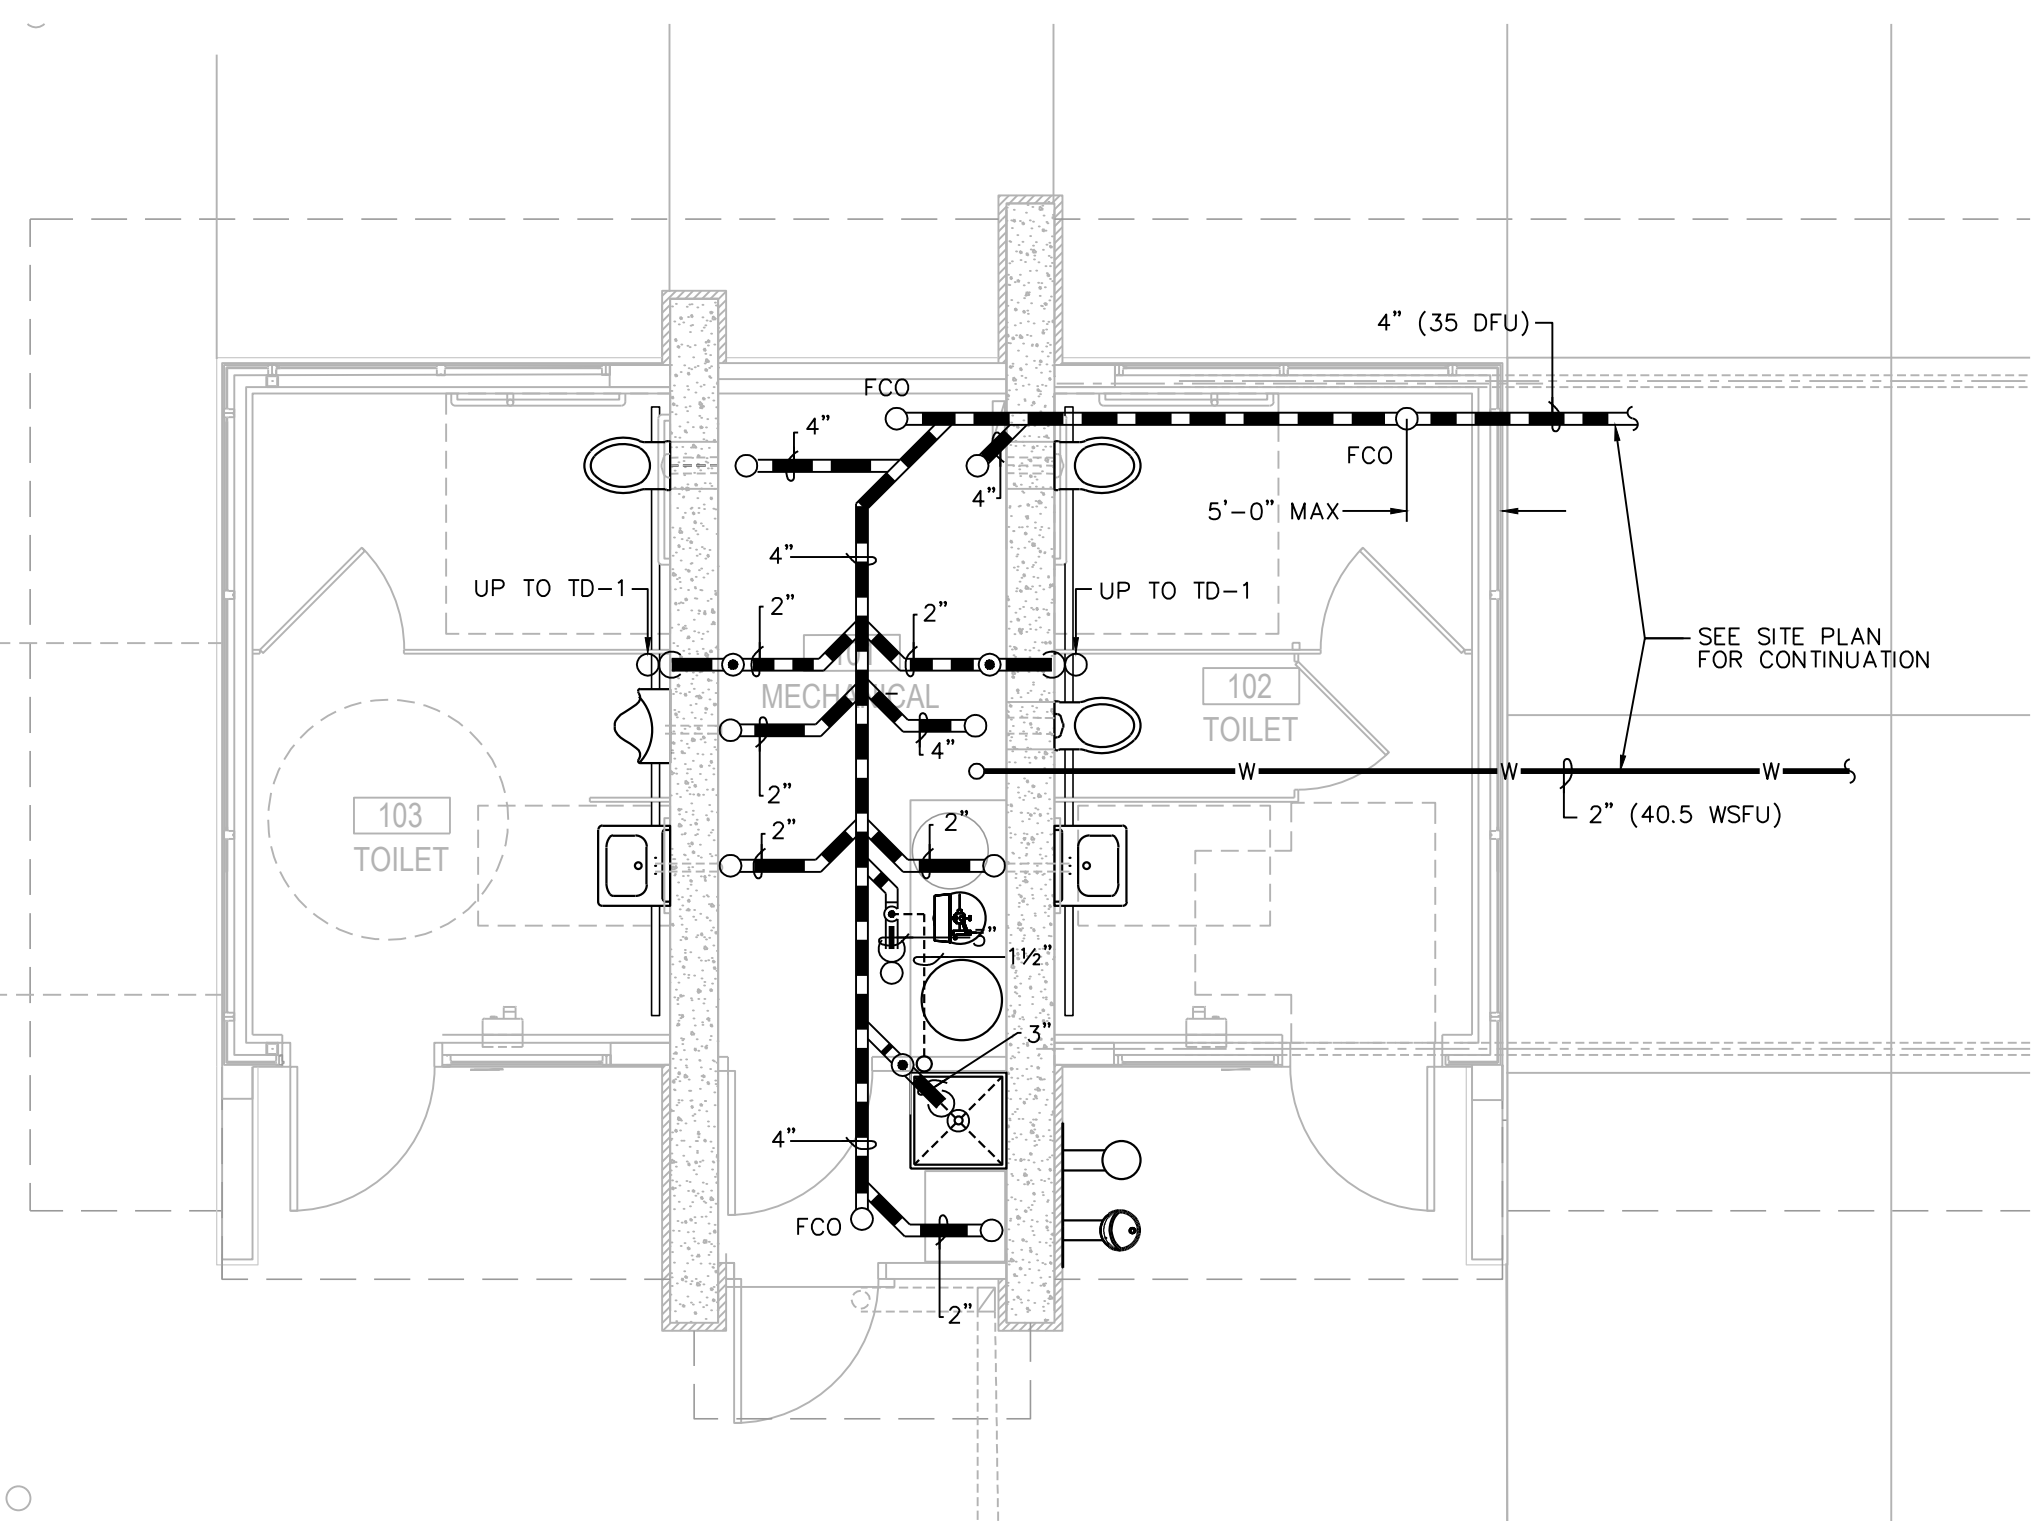 4" (35 DFU)
FCO
4"
FCO
4"
5'-0" MAX
4"
UP TO TD-1
2"
2"
UP TO TD-1
SEE SITE PLAN
FOR CONTINUATION
MECHANICAL
102
TOILET
4"
W
W
W
2"
2" (40.5 WSFU)
103
TOILET
2"
2"
1½"
3"
4"
FCO
2"